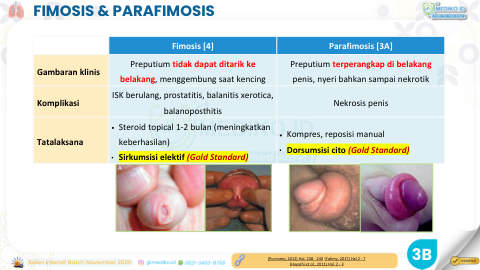 FIMOSIS & PARAFIMOSIS
Fimosis [4]
Parafimosis [3A]
Gambaran klinis
Preputium tidak dapat ditarik ke
belakang, menggembung saat kencing
Preputium terperangkap di belakang
penis, nyeri bahkan sampai nekrotik
Komplikasi
ISK berulang, prostatitis, balanitis xerotica,
balanoposthitis
Nekrosis penis
Tatalaksana
• Steroid topical 1-2 bulan (meningkatkan
keberhasilan)
• Sirkumsisi elektif (Gold Standard)
• Kompres, reposisi manual
• Dorsumsisi cito (Gold Standard)
3B